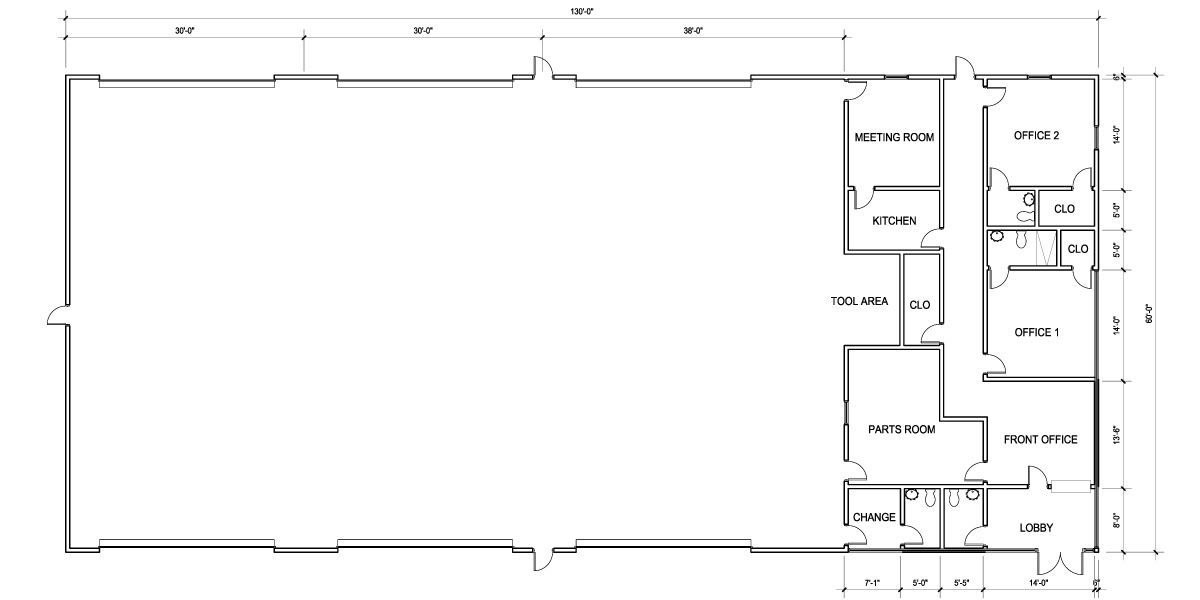 130'-0"
30'-0"
30'-0"
38'-0"
6"
MEETING ROOM
OFFICE 2
14'-0"
KITCHEN
CLO
5'-0"
CLO
5'-0"
TOOL AREA
CLO
OFFICE 1
14'-0"
60'-0"
PARTS ROOM
FRONT OFFICE
13'-6"
CHANGE
LOBBY
8'-0"
7'-1"
5'-0"
5'-5"
14'-0"
6"